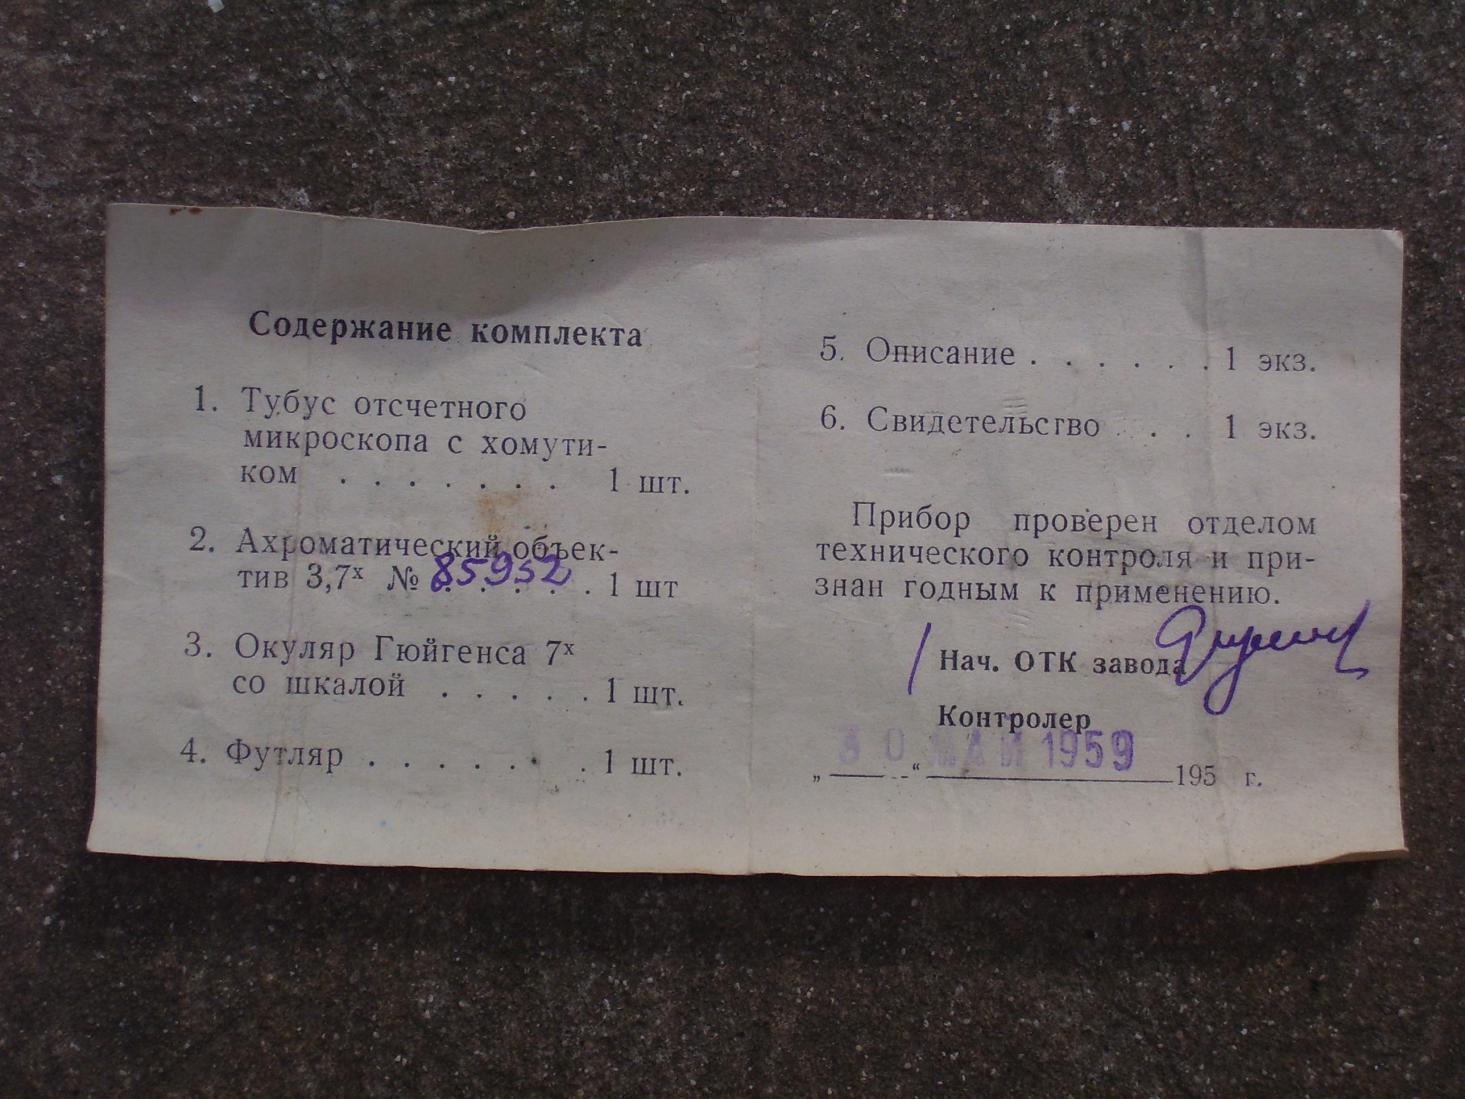 Содержание комплекта
1. Тубус отсчетного
микроскопа с хомути-
ком . . . . . . . 1 шт.
2. Ахроматический объек-
тив 3,7ˣ № 85952 . 1 шт
3. Окуляр Гюйгенса 7ˣ
со шкалой . . . . . 1 шт.
4. Футляр . . . . . . . 1 шт.
5. Описание . . . . . . 1 экз.
6. Свидетельство . . . 1 экз.
Прибор проверен отделом
технического контроля и при-
знан годным к применению.
Нач. ОТК завода
Контролер
30 МАЙ 1959
„ “ 195 г.